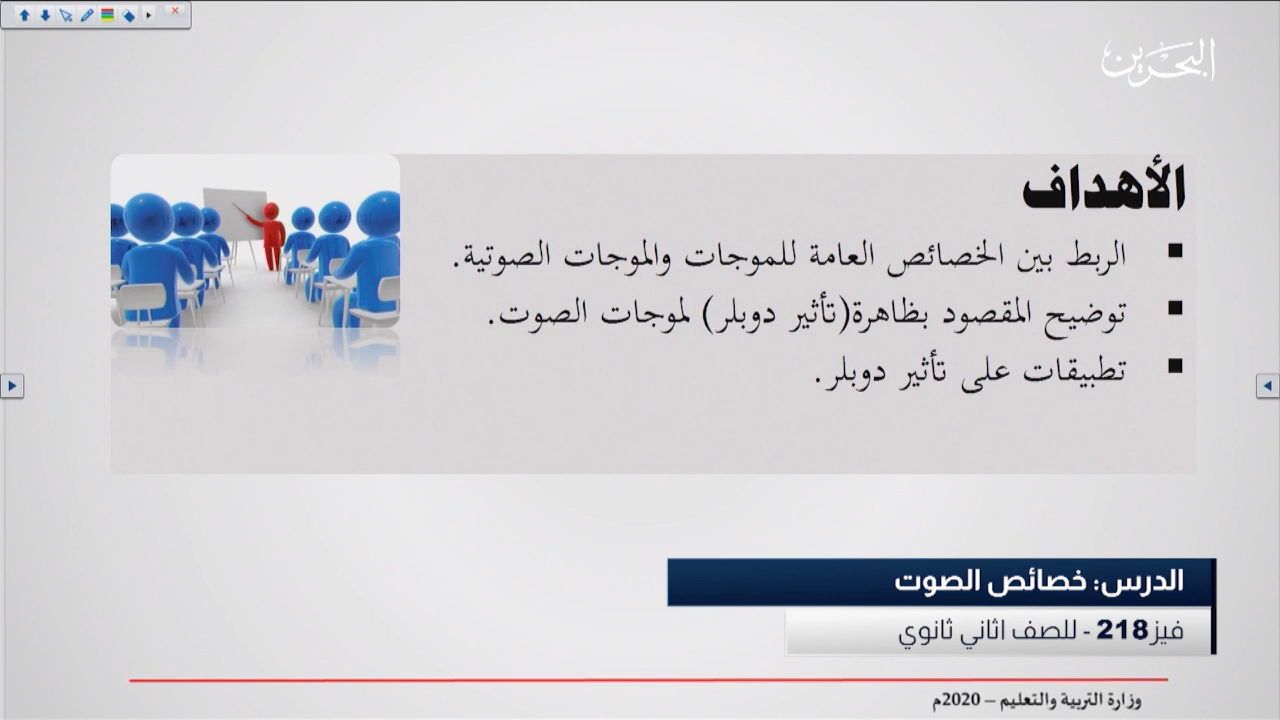 البحرين
الأهداف
■ الربط بين الخصائص العامة للموجات والموجات الصوتية.
■ توضيح المقصود بظاهرة(تأثير دوبلر) لموجات الصوت.
■ تطبيقات على تأثير دوبلر.
الدرس: خصائص الصوت
فيز218 - للصف اثاني ثانوي
وزارة التربية والتعليم – 2020م